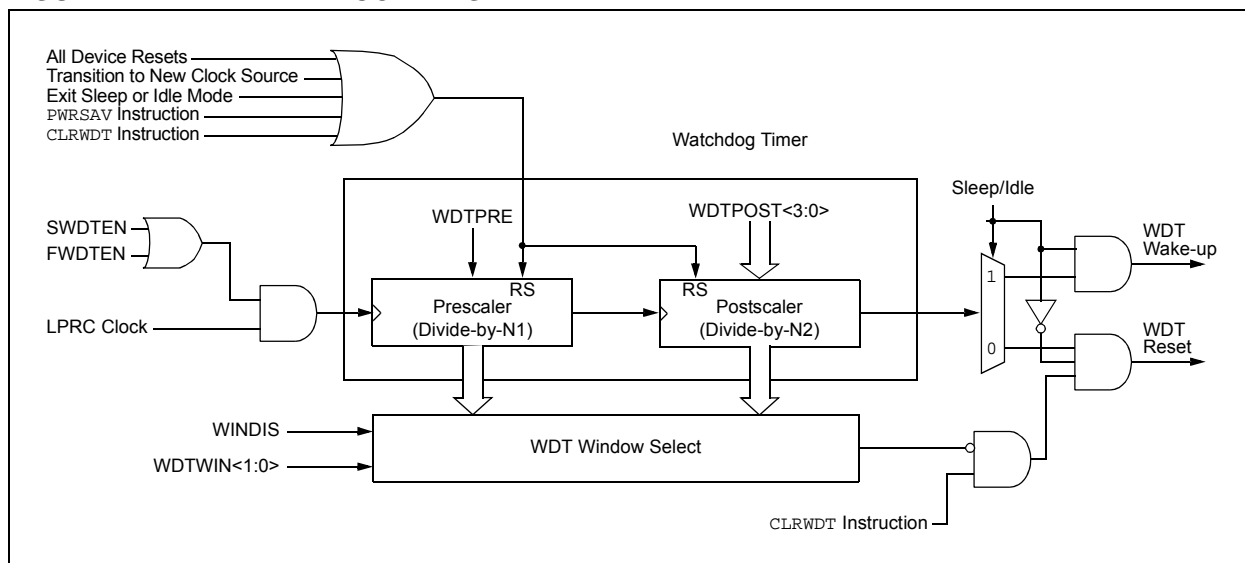 All Device Resets
Transition to New Clock Source
Exit Sleep or Idle Mode
PWRSAV Instruction
CLRWDT Instruction
Watchdog Timer
Sleep/Idle
SWDTEN
FWDTEN
WDTPRE
WDTPOST<3:0>
WDT
Wake-up
RS
RS
1
Prescaler
(Divide-by-N1)
Postscaler
(Divide-by-N2)
LPRC Clock
0
WDT
Reset
WINDIS
WDTWIN<1:0>
WDT Window Select
CLRWDT Instruction